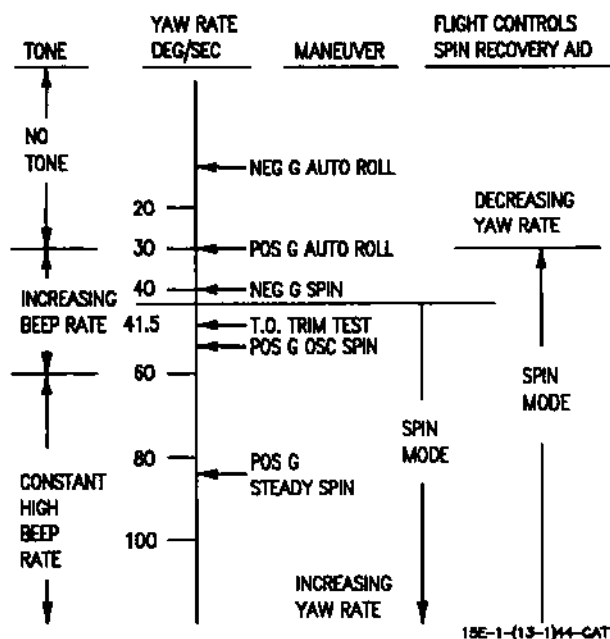 TONE
YAW RATE
DEG/SEC
MANEUVER
FLIGHT CONTROLS
SPIN RECOVERY AID
NO
TONE
NEG G AUTO ROLL
20
DECREASING
YAW RATE
30
POS G AUTO ROLL
40
NEG G SPIN
INCREASING
BEEP RATE
41.5
T.O. TRIM TEST
POS G OSC SPIN
60
SPIN
MODE
SPIN
MODE
80
POS G
STEADY SPIN
CONSTANT
HIGH
BEEP
RATE
100
INCREASING
YAW RATE
15E-1-(13-1)44-CATI